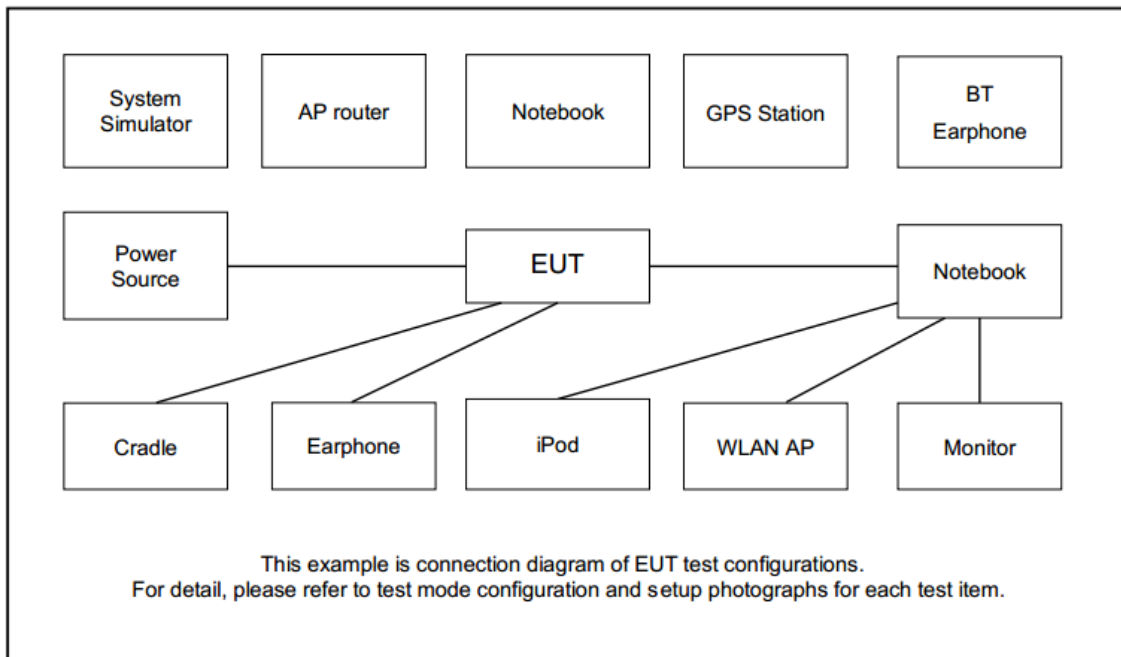 System
Simulator
AP router
Notebook
GPS Station
BT
Earphone
Power
Source
EUT
Notebook
Cradle
Earphone
iPod
WLAN AP
Monitor
This example is connection diagram of EUT test configurations.
For detail, please refer to test mode configuration and setup photographs for each test item.